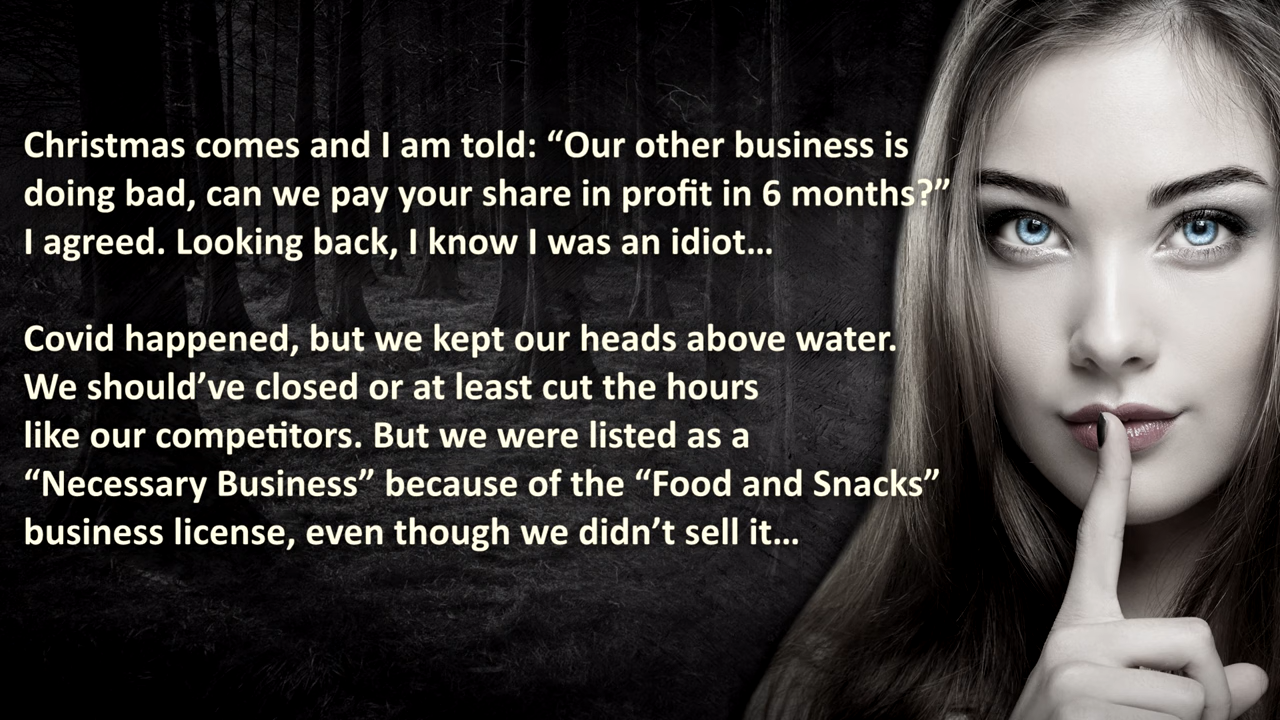 Christmas comes and I am told: “Our other business is
doing bad, can we pay your share in profit in 6 months?”
I agreed. Looking back, I know I was an idiot...
Covid happened, but we kept our heads above water.
We should’ve closed or at least cut the hours
like our competitors. But we were listed as a
“Necessary Business” because of the “Food and Snacks”
business license, even though we didn’t sell it...